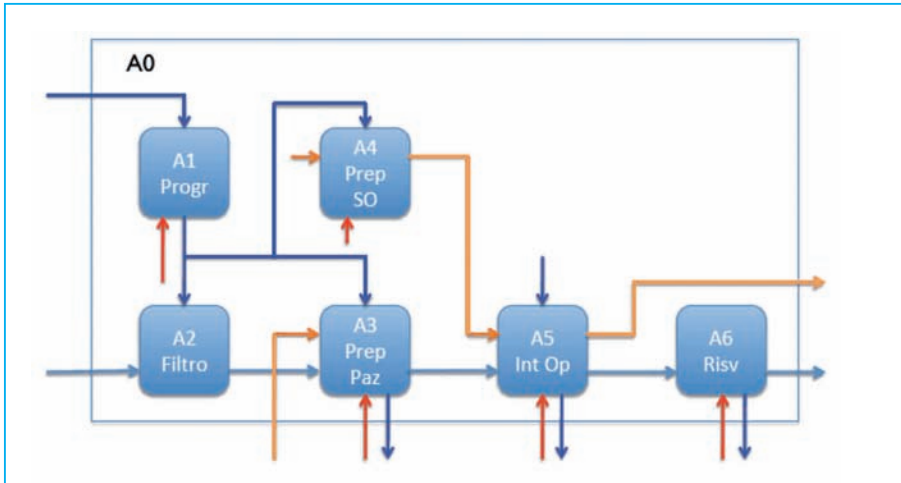 A0
A1
Progr
A4
Prep
SO
A2
Filtro
A3
Prep
Paz
A5
Int Op
A6
Risv